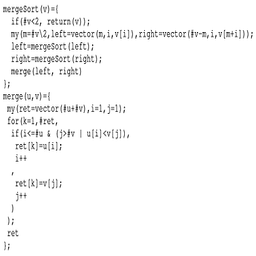 mergeSort(v)={
if(#v<2, return(v));
my(m=#v\2,left=vector(m,i,v[i]),right=vector(#v-m,i,v[m+i]));
left=mergeSort(left);
right=mergeSort(right);
merge(left, right)
};
merge(u,v)={
my(ret=vector(#u+#v),i=1,j=1);
for(k=1,#ret,
if(i<=#u & (j>#v | u[i]<v[j]),
ret[k]=u[i];
i++
,
ret[k]=v[j];
j++
)
);
ret
};